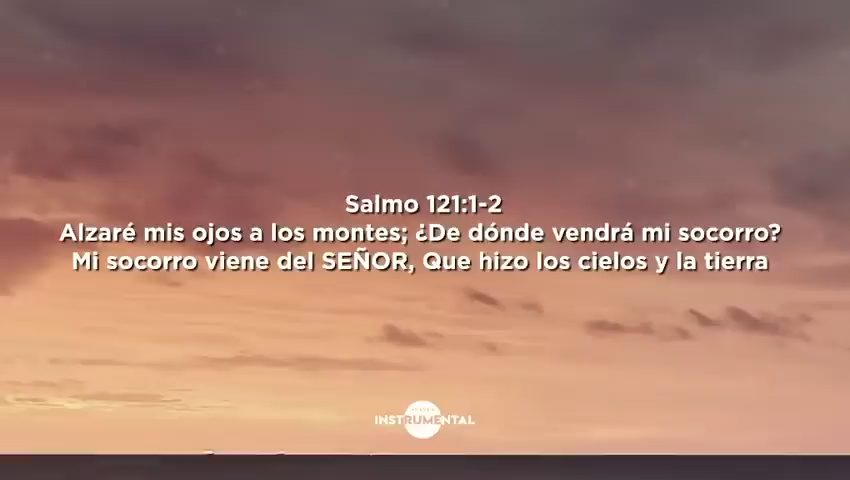 Salmo 121:1-2
Alzaré mis ojos a los montes; ¿De dónde vendrá mi socorro?
Mi socorro viene del SEÑOR, Que hizo los cielos y la tierra
INSTRUMENTAL